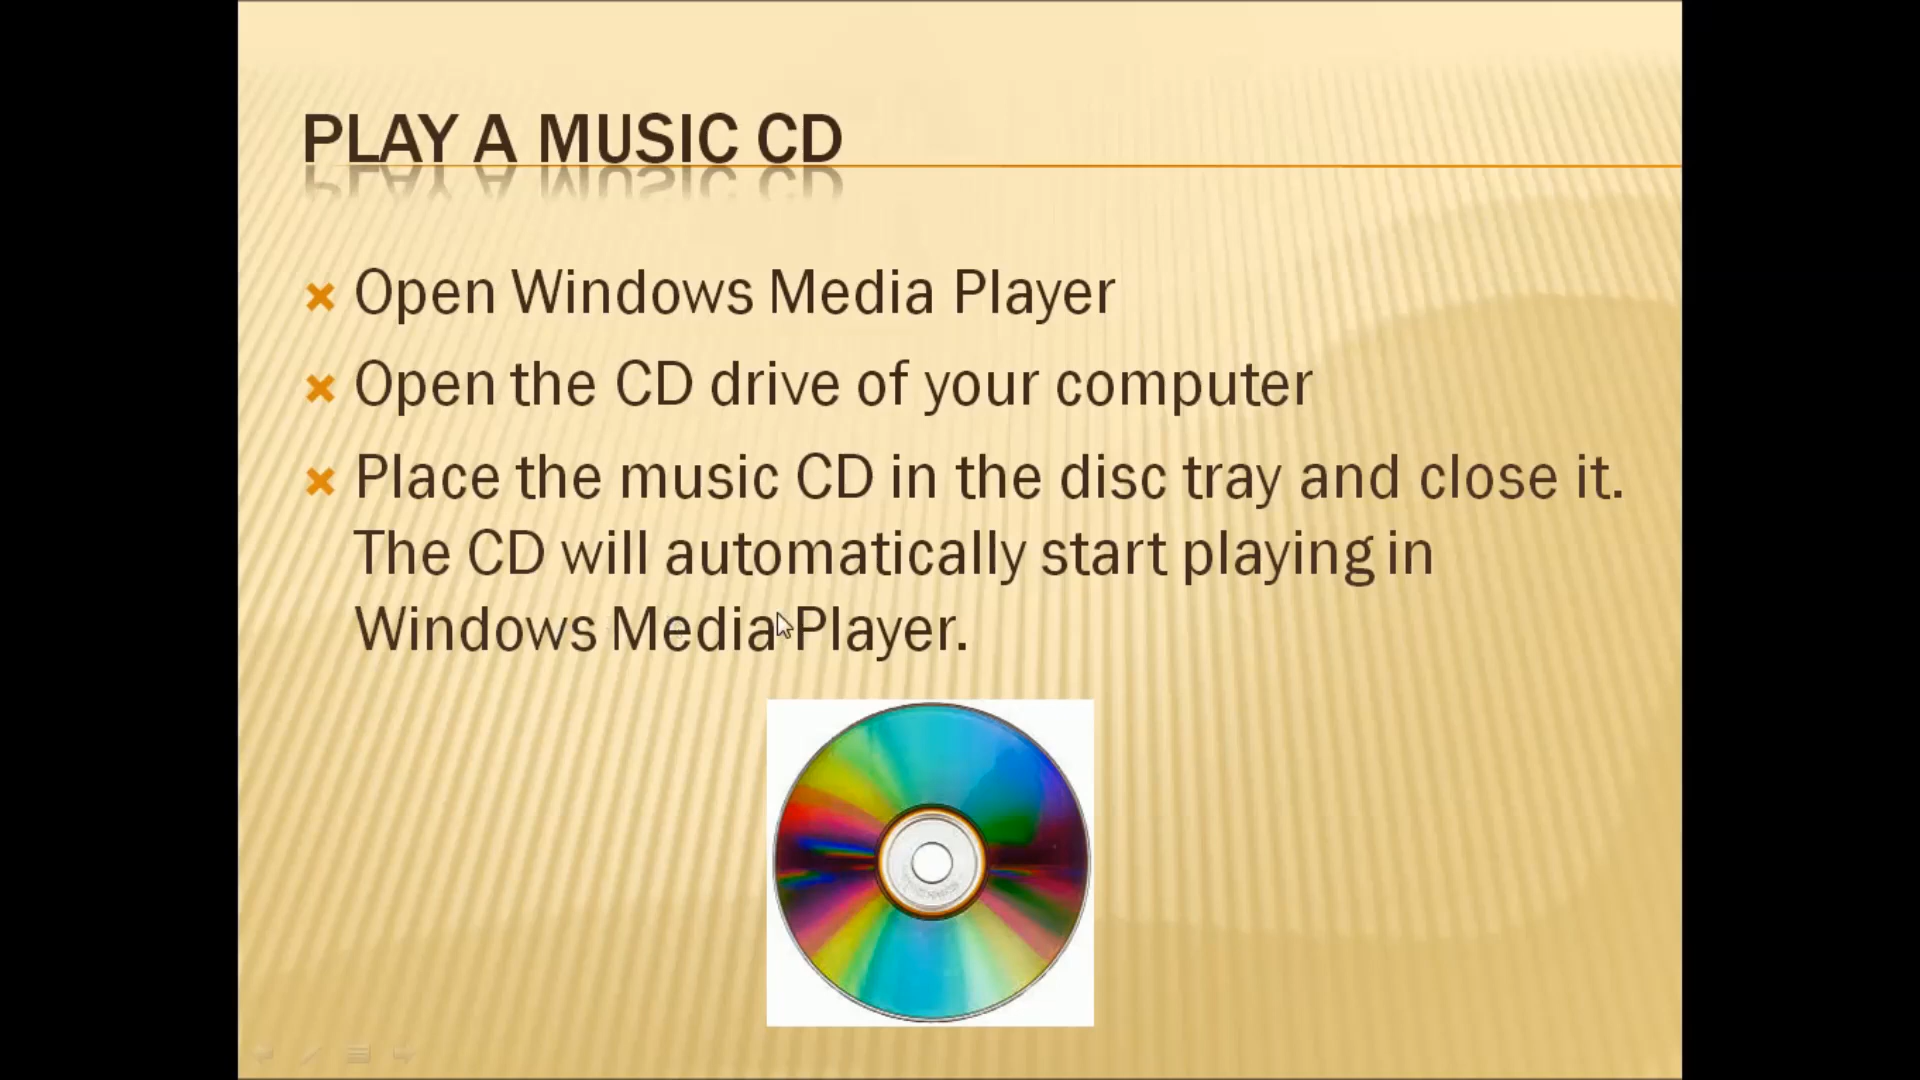 PLAY A MUSIC CD
Open Windows Media Player
Open the CD drive of your computer
Place the music CD in the disc tray and close it.
The CD will automatically start playing in
Windows Media Player.